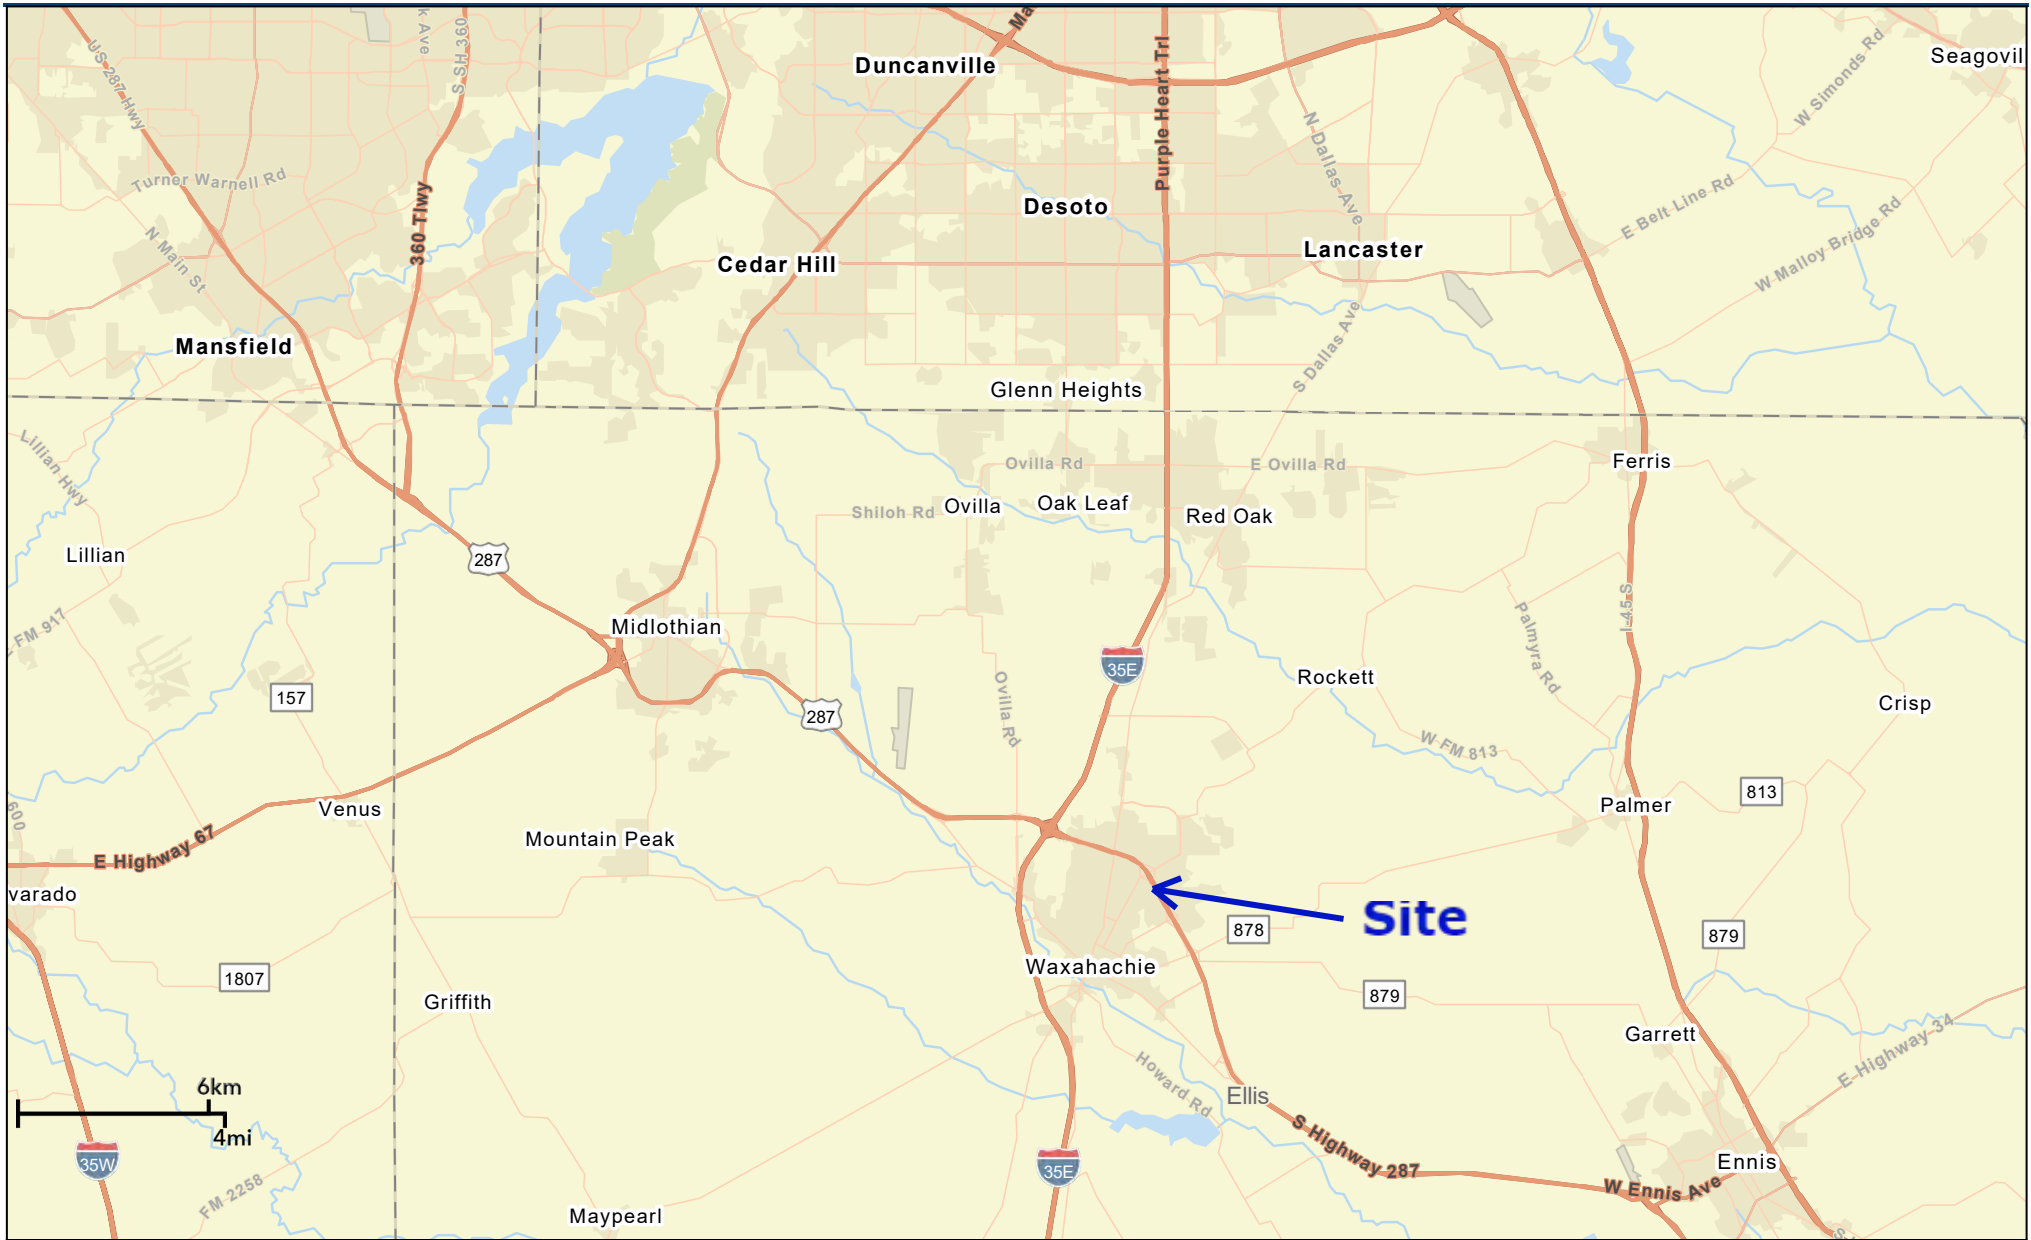 k Ave
S SH 360
Ma
US 287 Hwy
Duncanville
Purple Heart Trl
W Simonds Rd
Seagovil
Turner Warnell Rd
N Dallas Ave
360 Tlwy
Desoto
E Belt Line Rd
N Main St
Cedar Hill
Lancaster
W Malloy Bridge Rd
Mansfield
S Dallas Ave
Glenn Heights
Lillian Hwy
Ovilla Rd
E Ovilla Rd
Ferris
Shiloh Rd
Ovilla
Oak Leaf
Red Oak
Lillian
287
I-45 S
FM 917
Midlothian
Palmyra Rd
35E
Rockett
157
Ovilla Rd
287
Crisp
W FM 813
813
600
Venus
Palmer
E Highway 67
Mountain Peak
varado
Site
878
879
Waxahachie
1807
Griffith
879
Garrett
E Highway 34
Howard Rd
6km
4mi
Ellis
S Highway 287
35W
35E
Ennis
W Ennis Ave
FM 2258
Maypearl